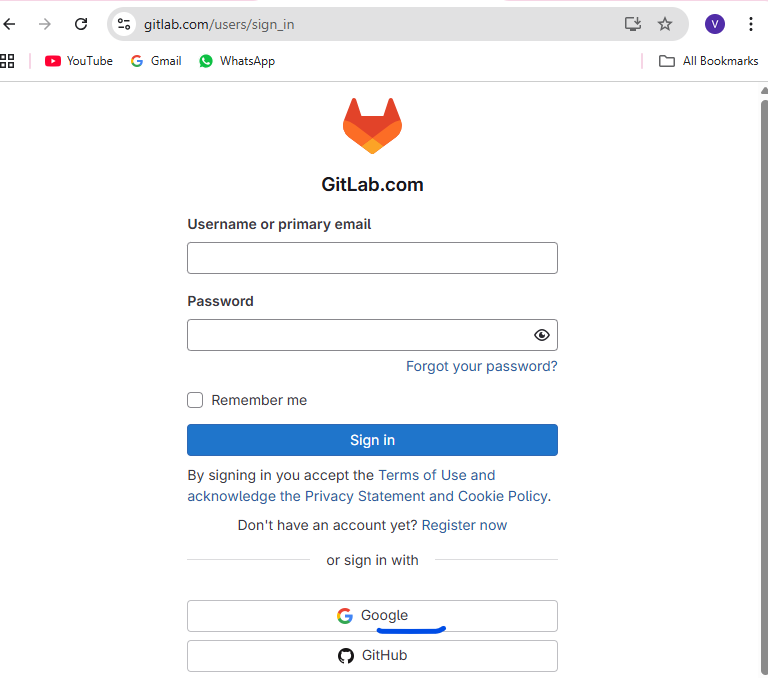 gitlab.com/users/sign_in
V
YouTube Gmail WhatsApp All Bookmarks
GitLab.com
Username or primary email
Password
Forgot your password?
Remember me
Sign in
By signing in you accept the Terms of Use and
acknowledge the Privacy Statement and Cookie Policy.
Don't have an account yet? Register now
or sign in with
Google
GitHub